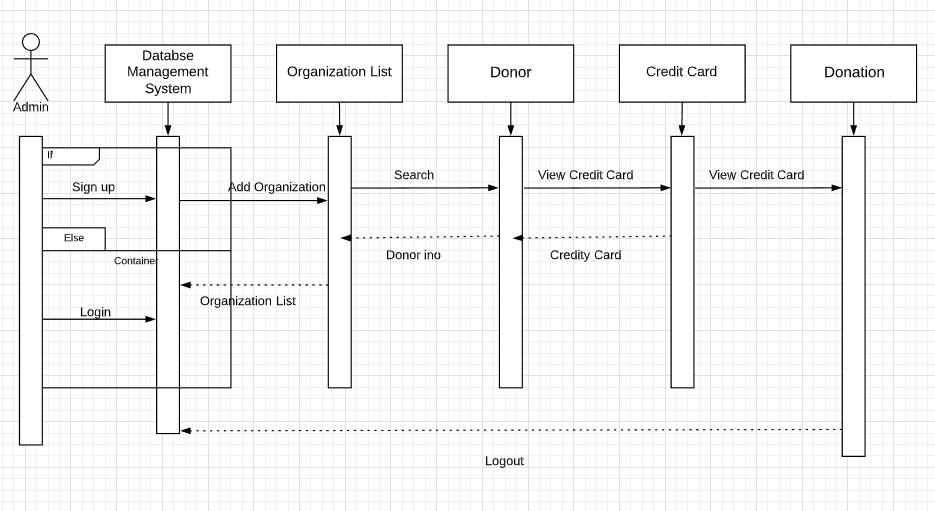 Databse
Management
System
Organization List
Donor
Credit Card
Donation
Admin
If
Sign up
Add Organization
Search
View Credit Card
View Credit Card
Else
Container
Donor ino
Credity Card
Organization List
Login
Logout